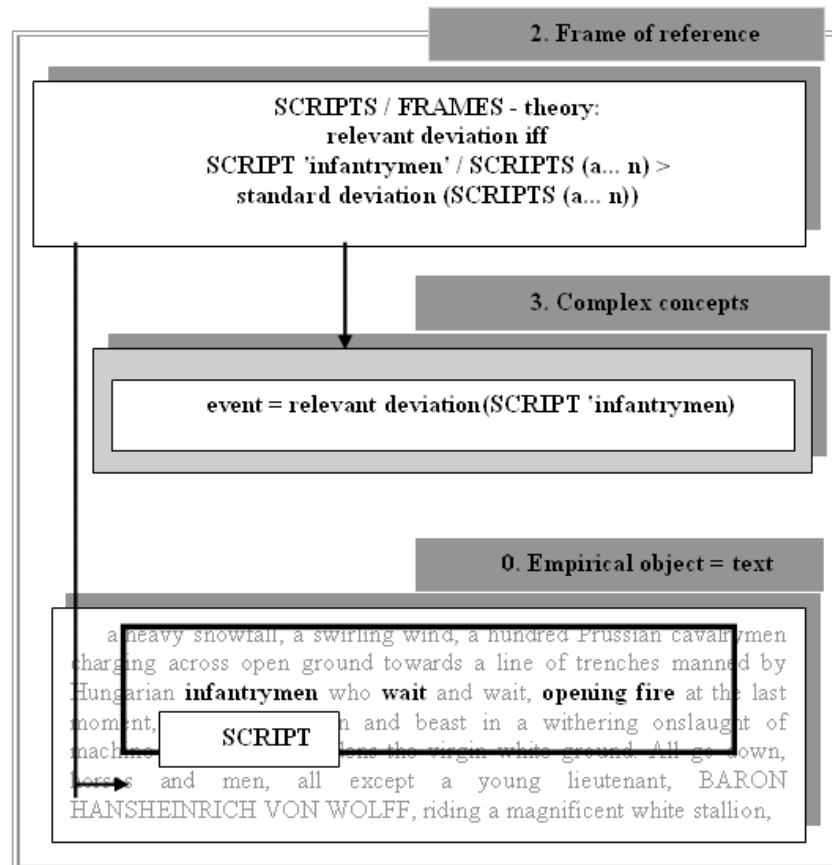 2. Frame of reference
SCRIPTS / FRAMES - theory:
relevant deviation iff
SCRIPT 'infantrymen' / SCRIPTS (a... n) >
standard deviation (SCRIPTS (a... n))
3. Complex concepts
event = relevant deviation(SCRIPT 'infantrymen)
0. Empirical object = text
a heavy snowfall, a swirling wind, a hundred Prussian cavalrymen
charging across open ground towards a line of trenches manned by
Hungarian infantrymen who wait and wait, opening fire at the last
moment, and beast in a withering onslaught of
SCRIPT
machine the virgin white ground. All go down,
horses and men, all except a young lieutenant, BARON
HANSHEINRICH VON WOLFF, riding a magnificent white stallion,